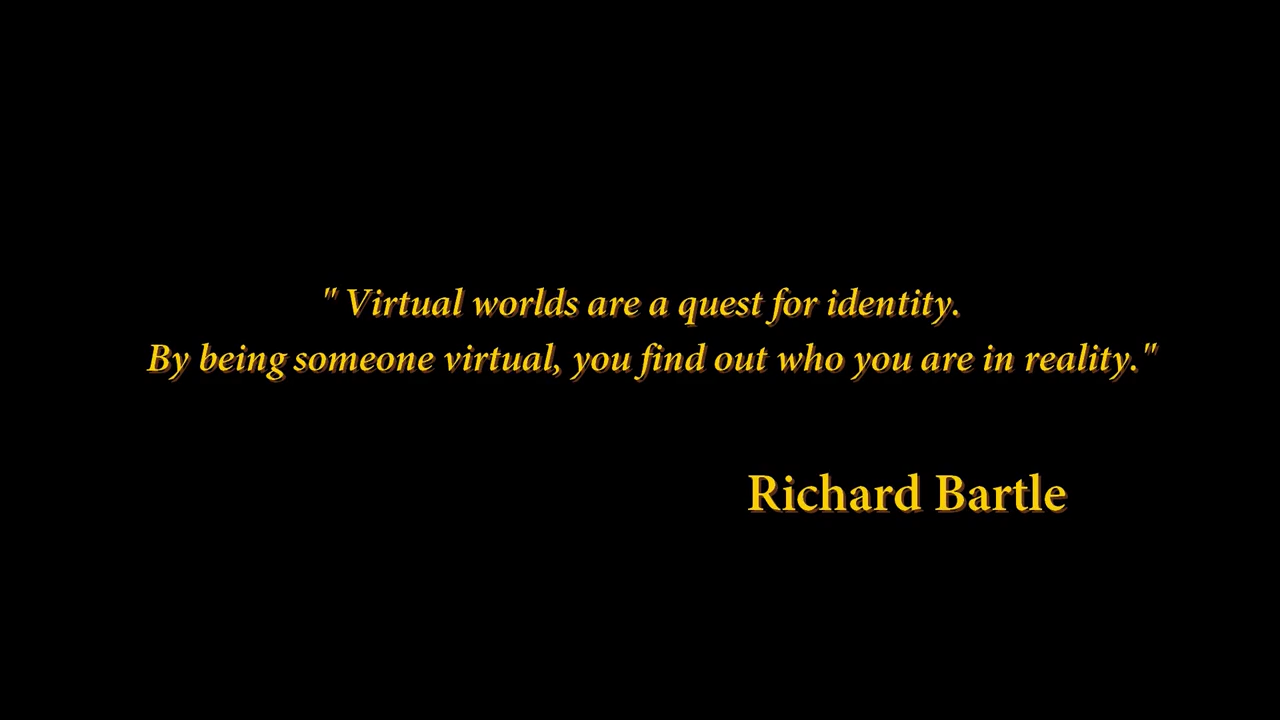 " Virtual worlds are a quest for identity.
By being someone virtual, you find out who you are in reality."
Richard Bartle